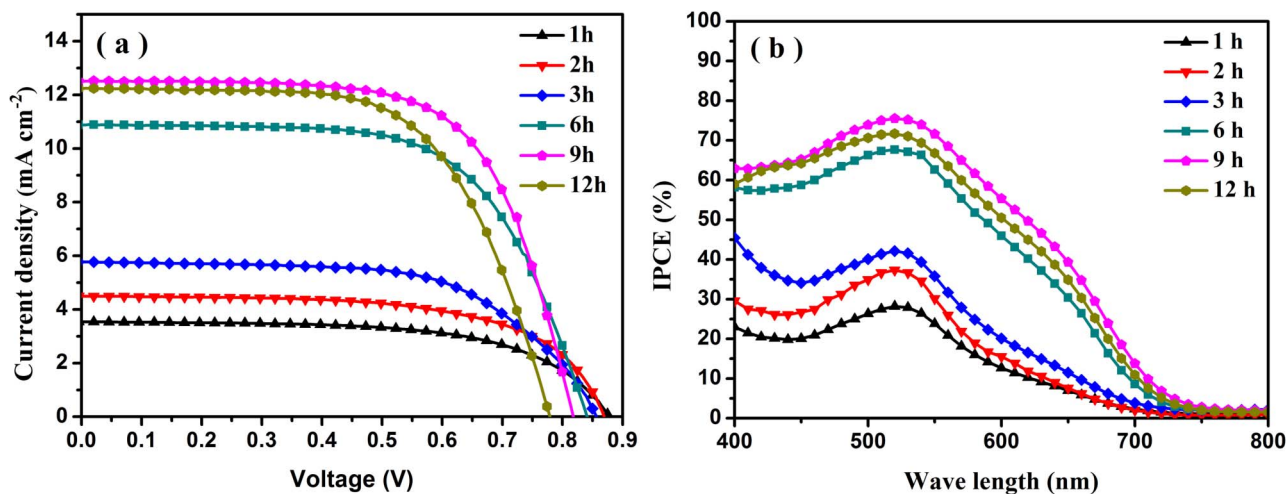 ( a )
1h
2h
3h
6h
9h
12h
14
12
10
8
6
4
2
0
Current density (mA cm⁻²)
0.0 0.1 0.2 0.3 0.4 0.5 0.6 0.7 0.8 0.9
Voltage (V)
( b )
1 h
2 h
3 h
6 h
9 h
12 h
100
90
80
70
60
50
40
30
20
10
0
IPCE (%)
400 500 600 700 800
Wave length (nm)